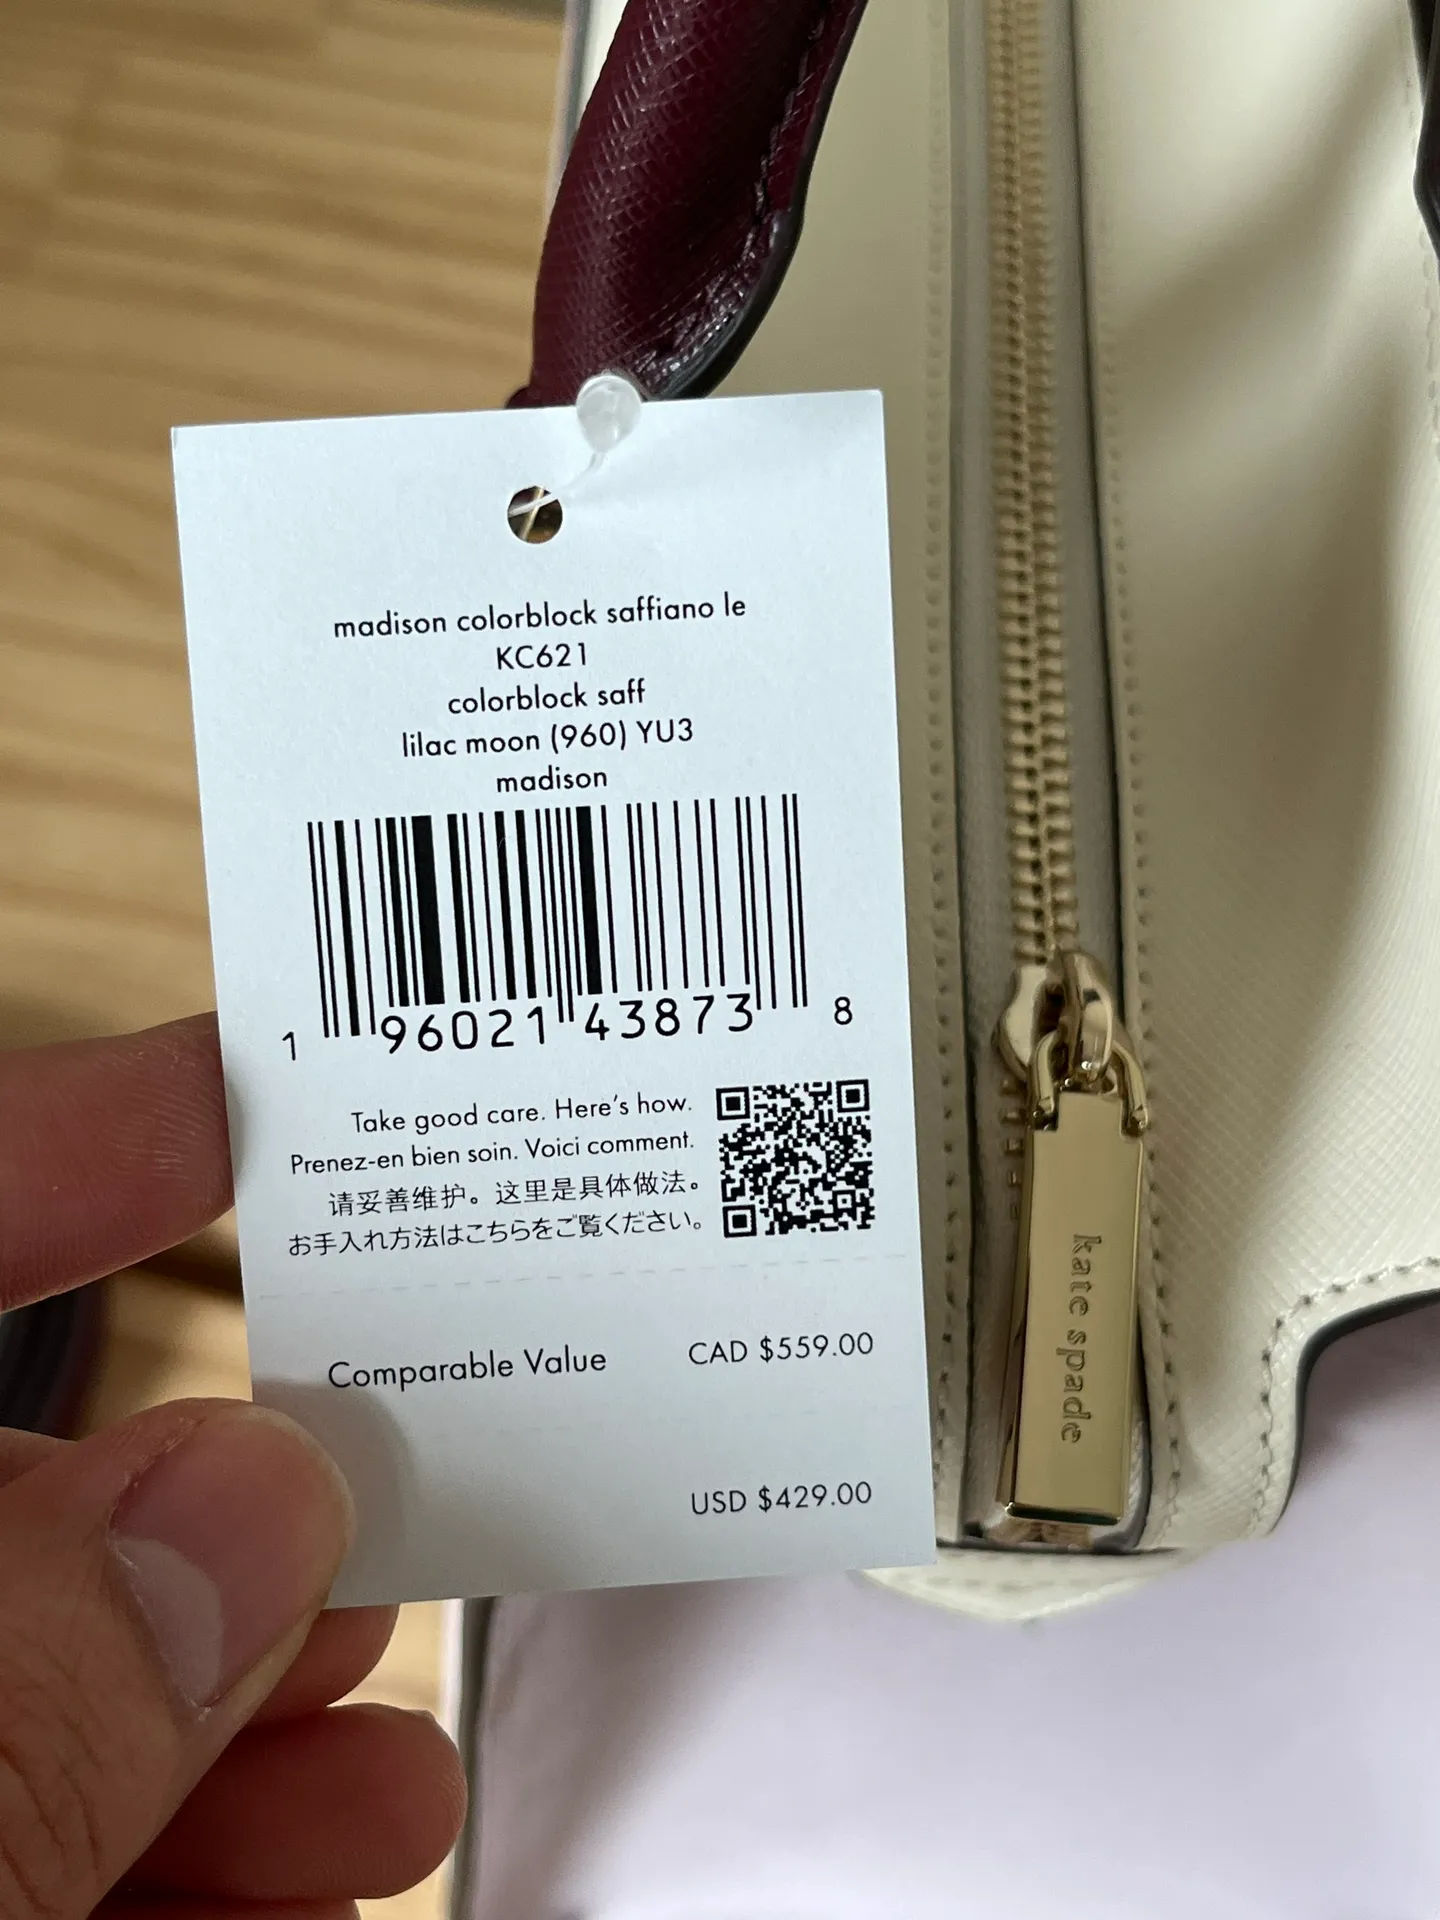 madison colorblock saffiano le
KC621
colorblock saff
lilac moon (960) YU3
madison
1 96021 43873 8
Take good care. Here's how.
Prenez-en bien soin. Voici comment.
请妥善维护。这里是具体做法。
お手入れ方法はこちらをご覧ください。
Comparable Value CAD $559.00
USD $429.00
kate spade